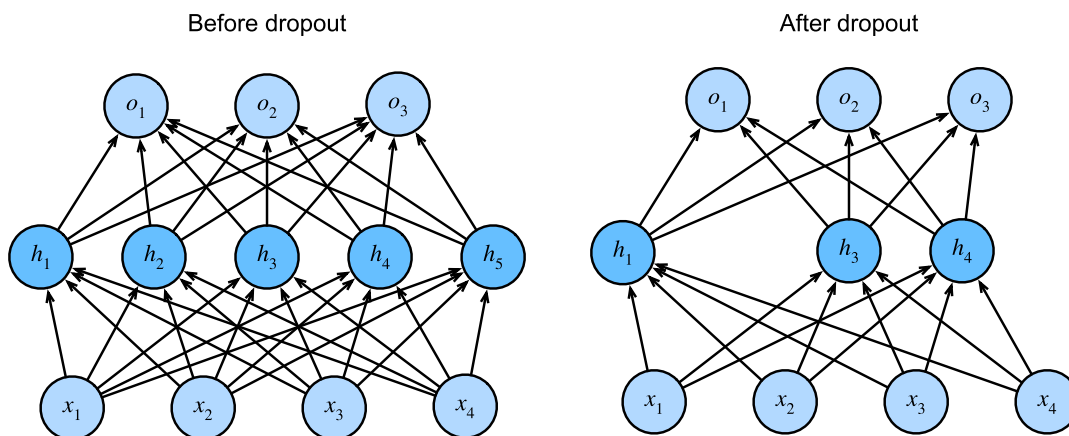 Before dropout
o1 o2 o3
h1 h2 h3 h4 h5
x1 x2 x3 x4
After dropout
o1 o2 o3
h1 h3 h4
x1 x2 x3 x4